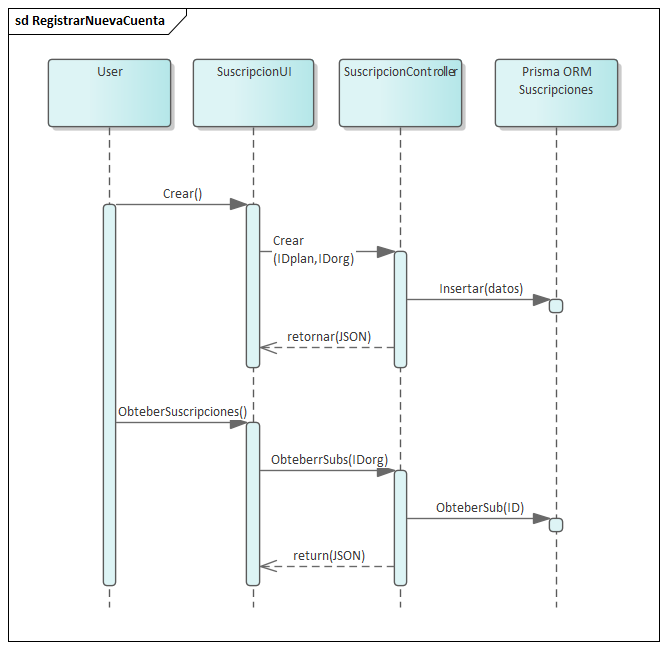 sd RegistrarNuevaCuenta
User
SuscripcionUI
SuscripcionController
Prisma ORM
Suscripciones
Crear()
Crear
(IDplan,IDorg)
Insertar(datos)
retornar(JSON)
ObteberSuscripciones()
ObteberrSubs(IDorg)
ObteberSub(ID)
return(JSON)